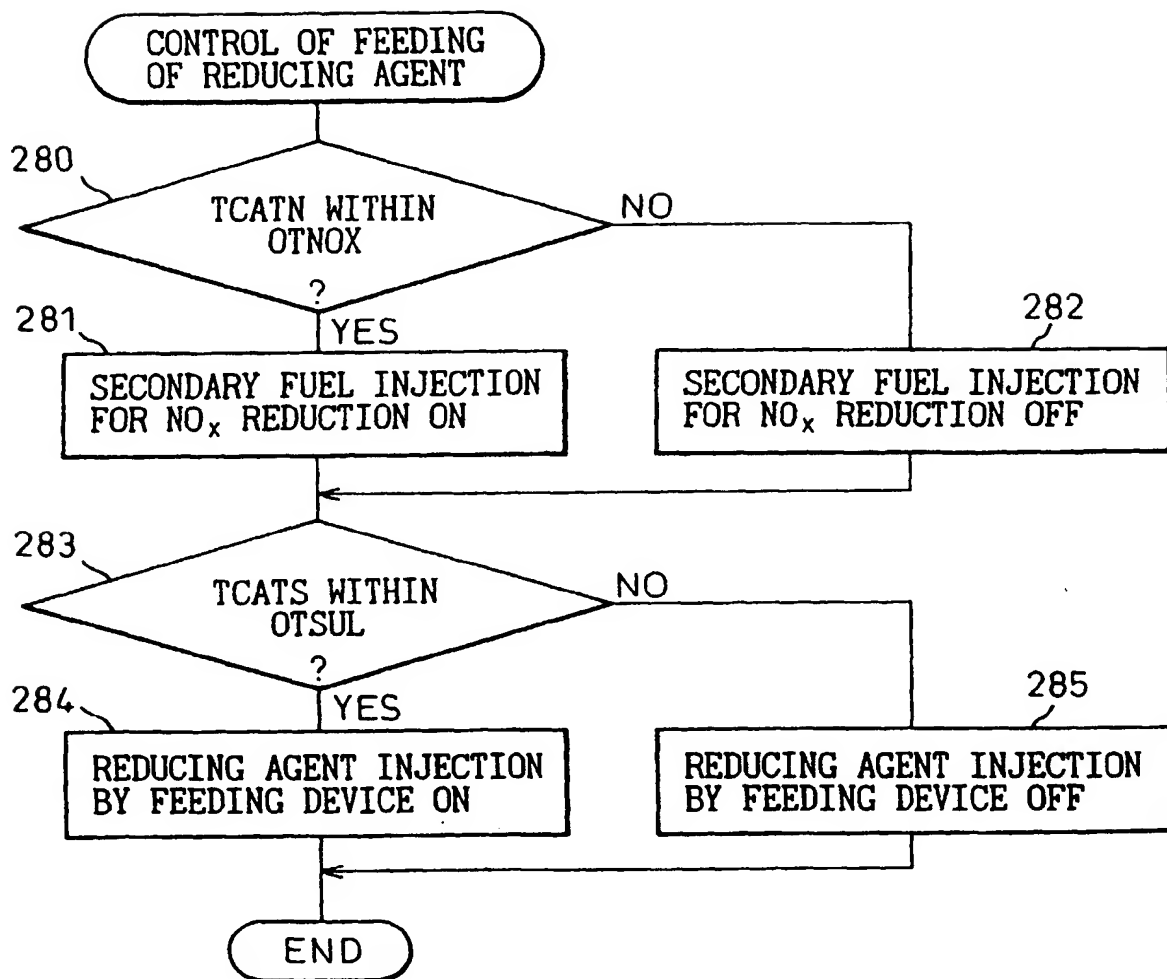 CONTROL OF FEEDING
OF REDUCING AGENT
280
TCATN WITHIN
OTNOX
?
NO
YES
281
SECONDARY FUEL INJECTION
FOR NOx REDUCTION ON
282
SECONDARY FUEL INJECTION
FOR NOx REDUCTION OFF
283
TCATS WITHIN
OTSUL
?
NO
YES
284
REDUCING AGENT INJECTION
BY FEEDING DEVICE ON
285
REDUCING AGENT INJECTION
BY FEEDING DEVICE OFF
END